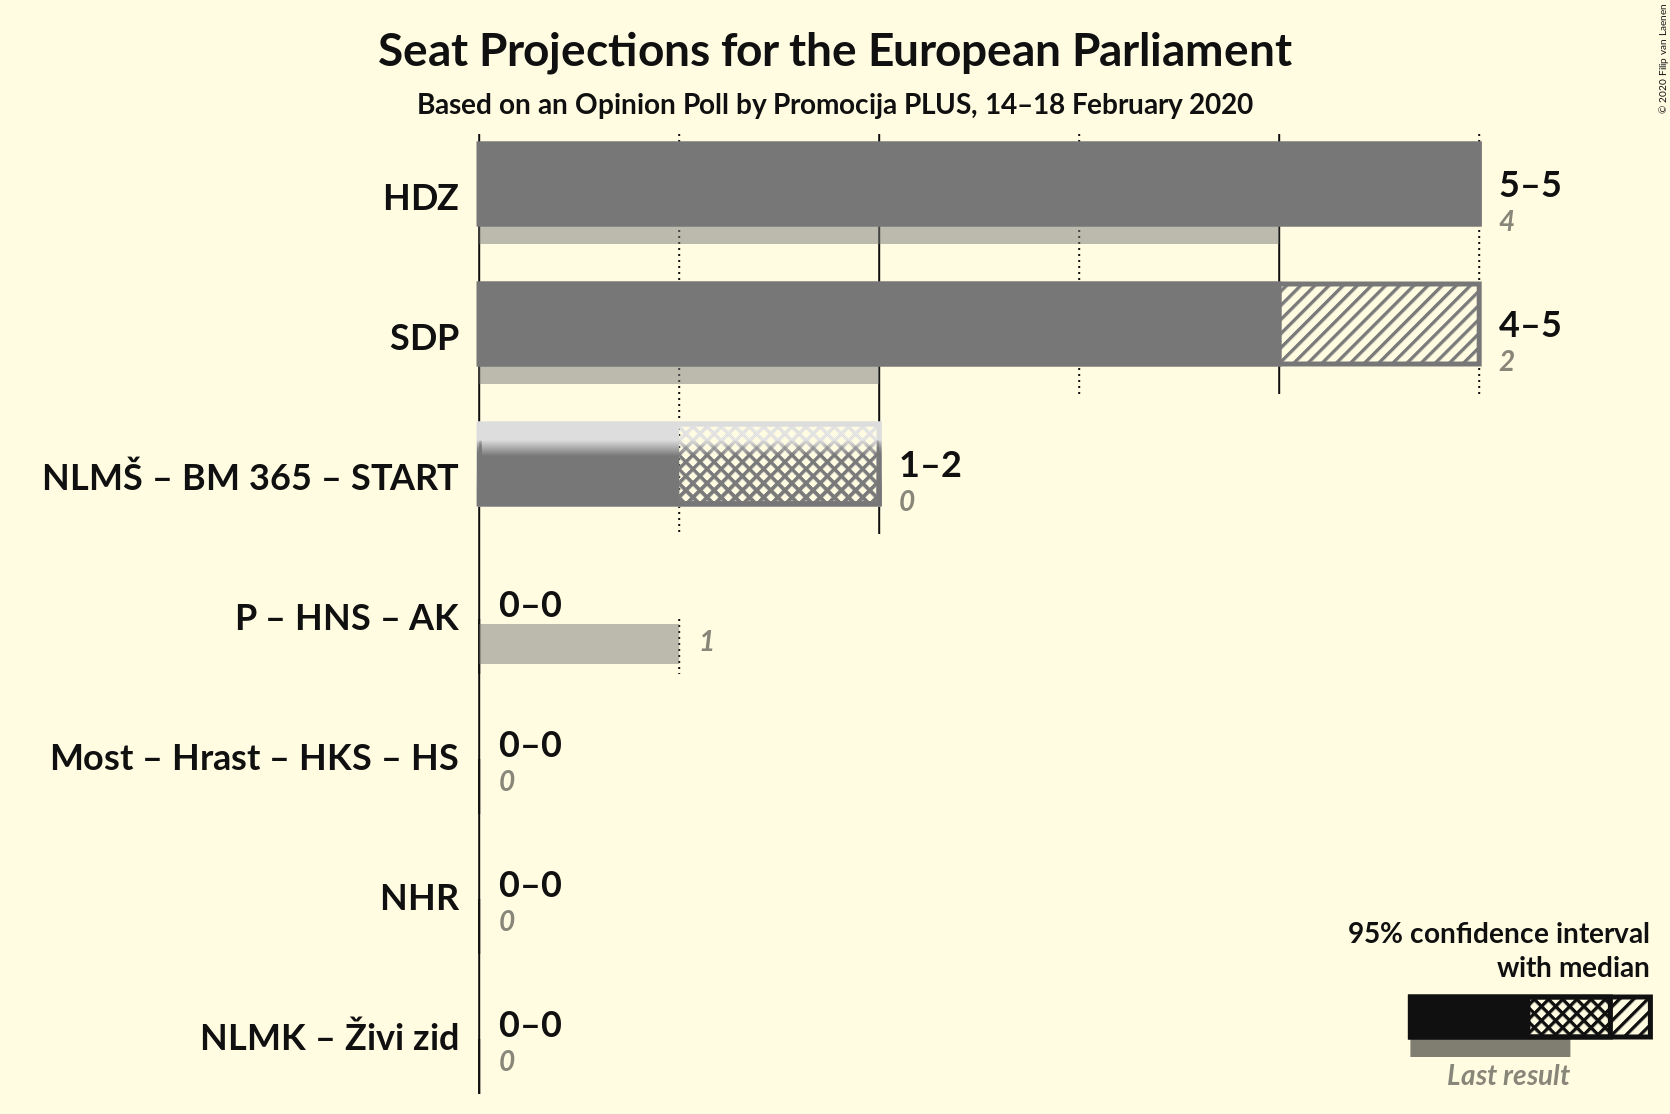 Seat Projections for the European Parliament
Based on an Opinion Poll by Promocija PLUS, 14–18 February 2020
© 2020 Filip van Laenen
HDZ
5–5
4
SDP
4–5
2
NLMŠ – BM 365 – START
1–2
0
P – HNS – AK
0–0
1
Most – Hrast – HKS – HS
0–0
0
NHR
0–0
0
NLMK – Živi zid
0–0
0
95% confidence interval
with median
Last result